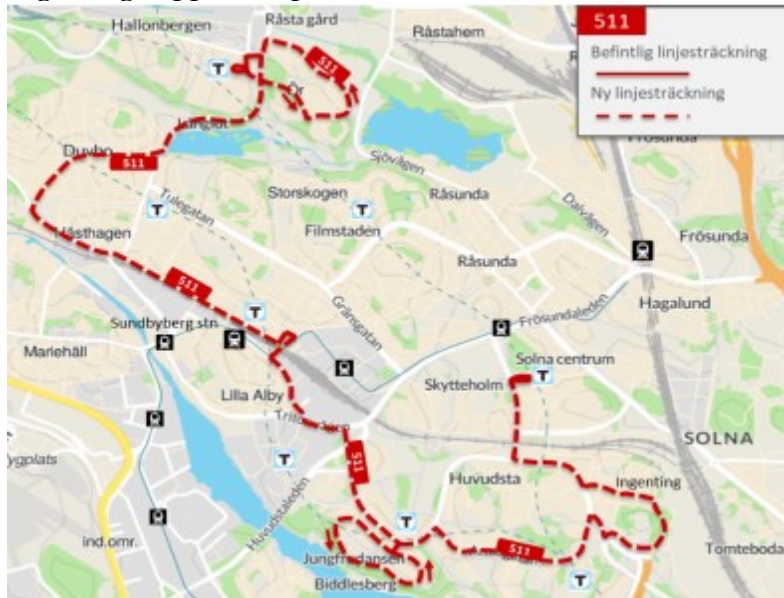 Hallonbergen
Råsta gård
Råstahem
511
Befintlig linjesträckning
Ny linjesträckning
511
Ör
Frösunda
Duvbo
511
Sjövägen
Storskogen
Råsunda
Dalvägen
Tulegatan
Hästhagen
Filmstaden
Frösunda
Råsunda
511
Hagalund
Gränsgatan
Frösundaleden
Sundbyberg stn
Mariehäll
Solna centrum
Lilla Alby
Skytteholm
SOLNA
511
Huvudsta
Ingenting
Huvudstaleden
ind.omr.
511
Jungfrudansen
Tomteboda
Biddlesberg